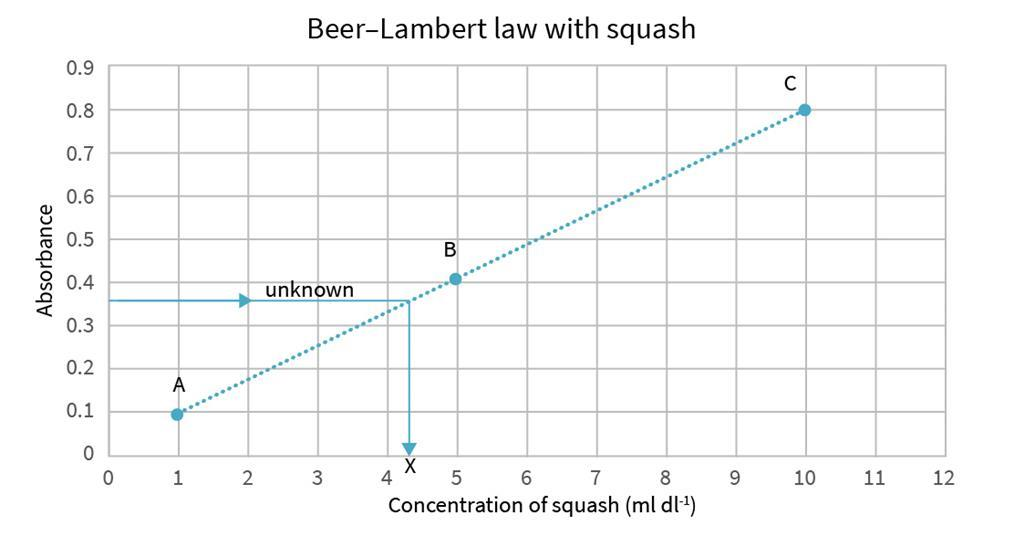 Beer–Lambert law with squash
0.9
C
0.8
0.7
0.6
0.5
B
0.4
unknown
0.3
0.2
A
0.1
0
X
0 1 2 3 4 5 6 7 8 9 10 11 12
Absorbance
Concentration of squash (ml dl⁻¹)